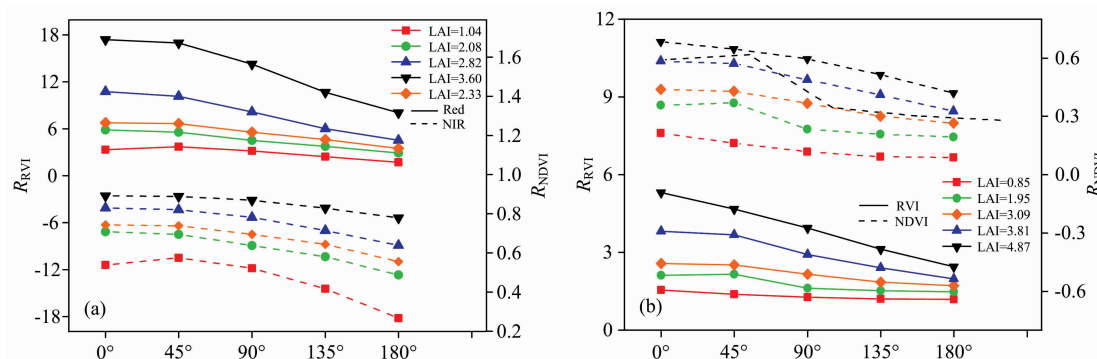 18
12
6
0
-6
-12
-18
R_RVI
LAI=1.04
LAI=2.08
LAI=2.82
LAI=3.60
LAI=2.33
Red
NIR
1.6
1.4
1.2
1.0
0.8
0.6
0.4
0.2
R_NDVI
(a)
0° 45° 90° 135° 180°
12
9
6
3
0
R_RVI
RVI
NDVI
LAI=0.85
LAI=1.95
LAI=3.09
LAI=3.81
LAI=4.87
0.6
0.3
0.0
-0.3
-0.6
R_NDVI
(b)
0° 45° 90° 135° 180°